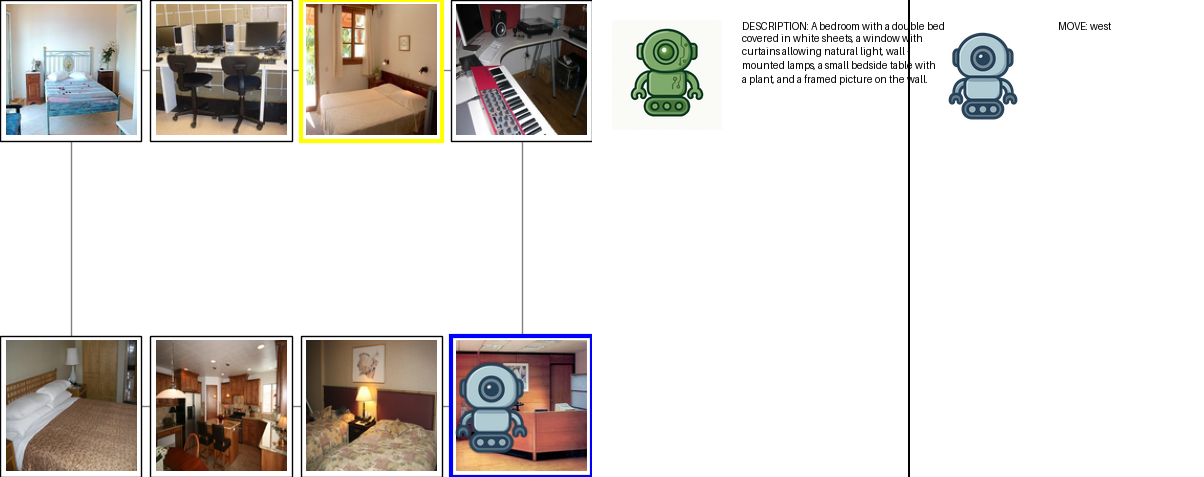 DESCRIPTION: A bedroom with a double bed
covered in white sheets, a window with
curtains allowing natural light, wall-
mounted lamps, a small bedside table with
a plant, and a framed picture on the wall.
MOVE: west